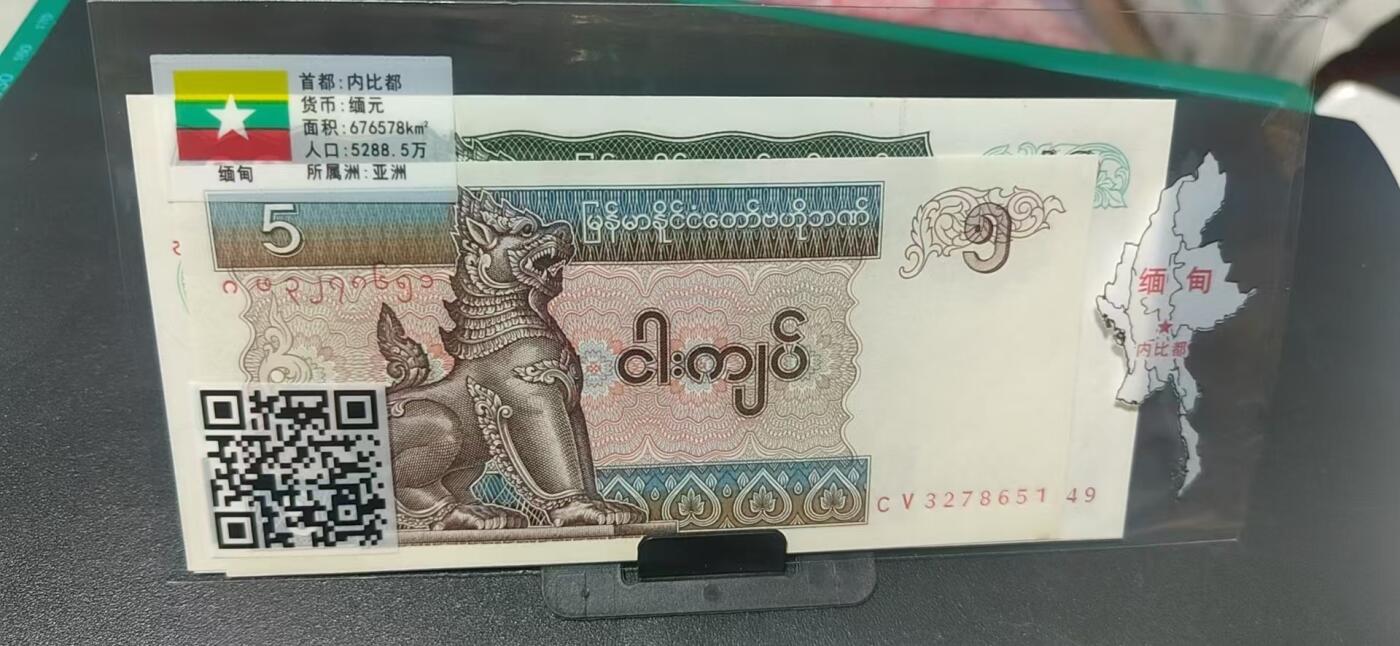 首都:内比都
货币:缅元
面积:676578km²
人口:5288.5万
缅甸 所属洲:亚洲
5 မြန်မာနိုင်ငံတော်ဗဟိုဘဏ် ၅
ငါးကျပ်
CV3278651 49
缅甸
内比都